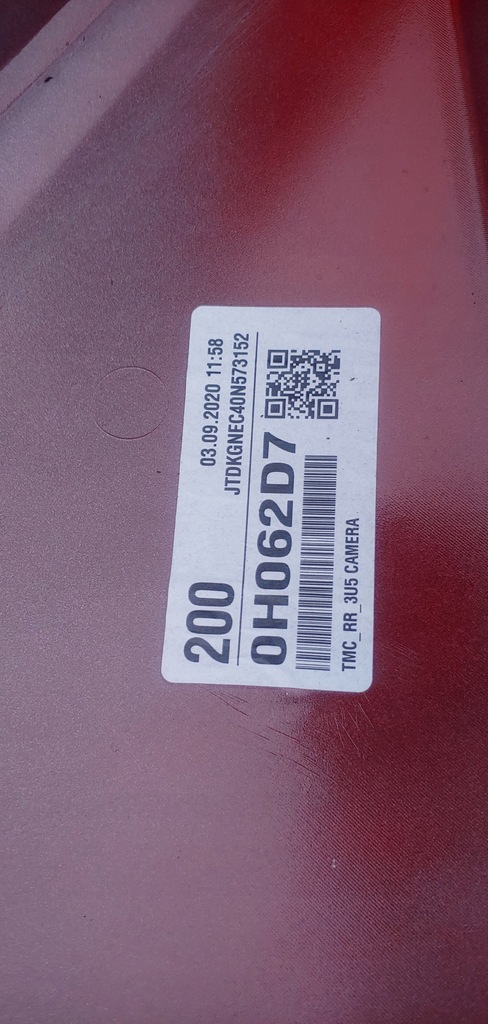 03.09.2020 11:58
200 JTDKGNEC40N573152
0H062D7
TMC_RR_3U5 CAMERA